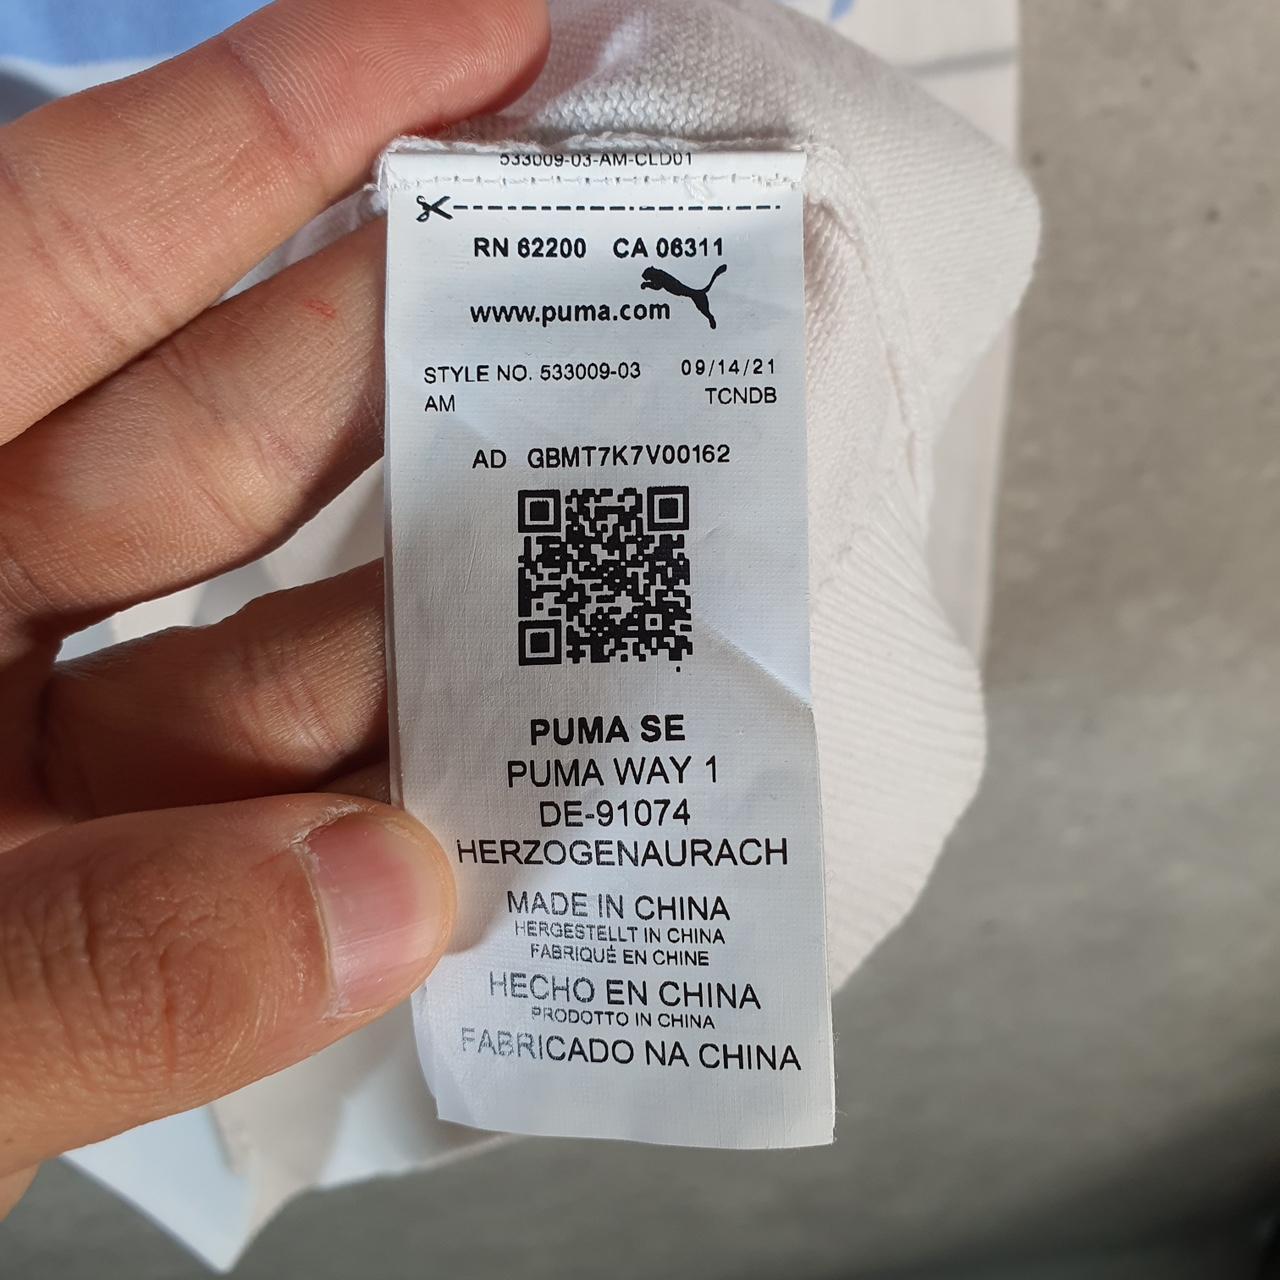 533009-03-AM-CLD01
RN 62200 CA 06311
www.puma.com
STYLE NO. 533009-03 09/14/21
AM TCNDB
AD GBMT7K7V00162
PUMA SE
PUMA WAY 1
DE-91074
HERZOGENAURACH
MADE IN CHINA
HERGESTELLT IN CHINA
FABRIQUÉ EN CHINE
HECHO EN CHINA
PRODOTTO IN CHINA
FABRICADO NA CHINA